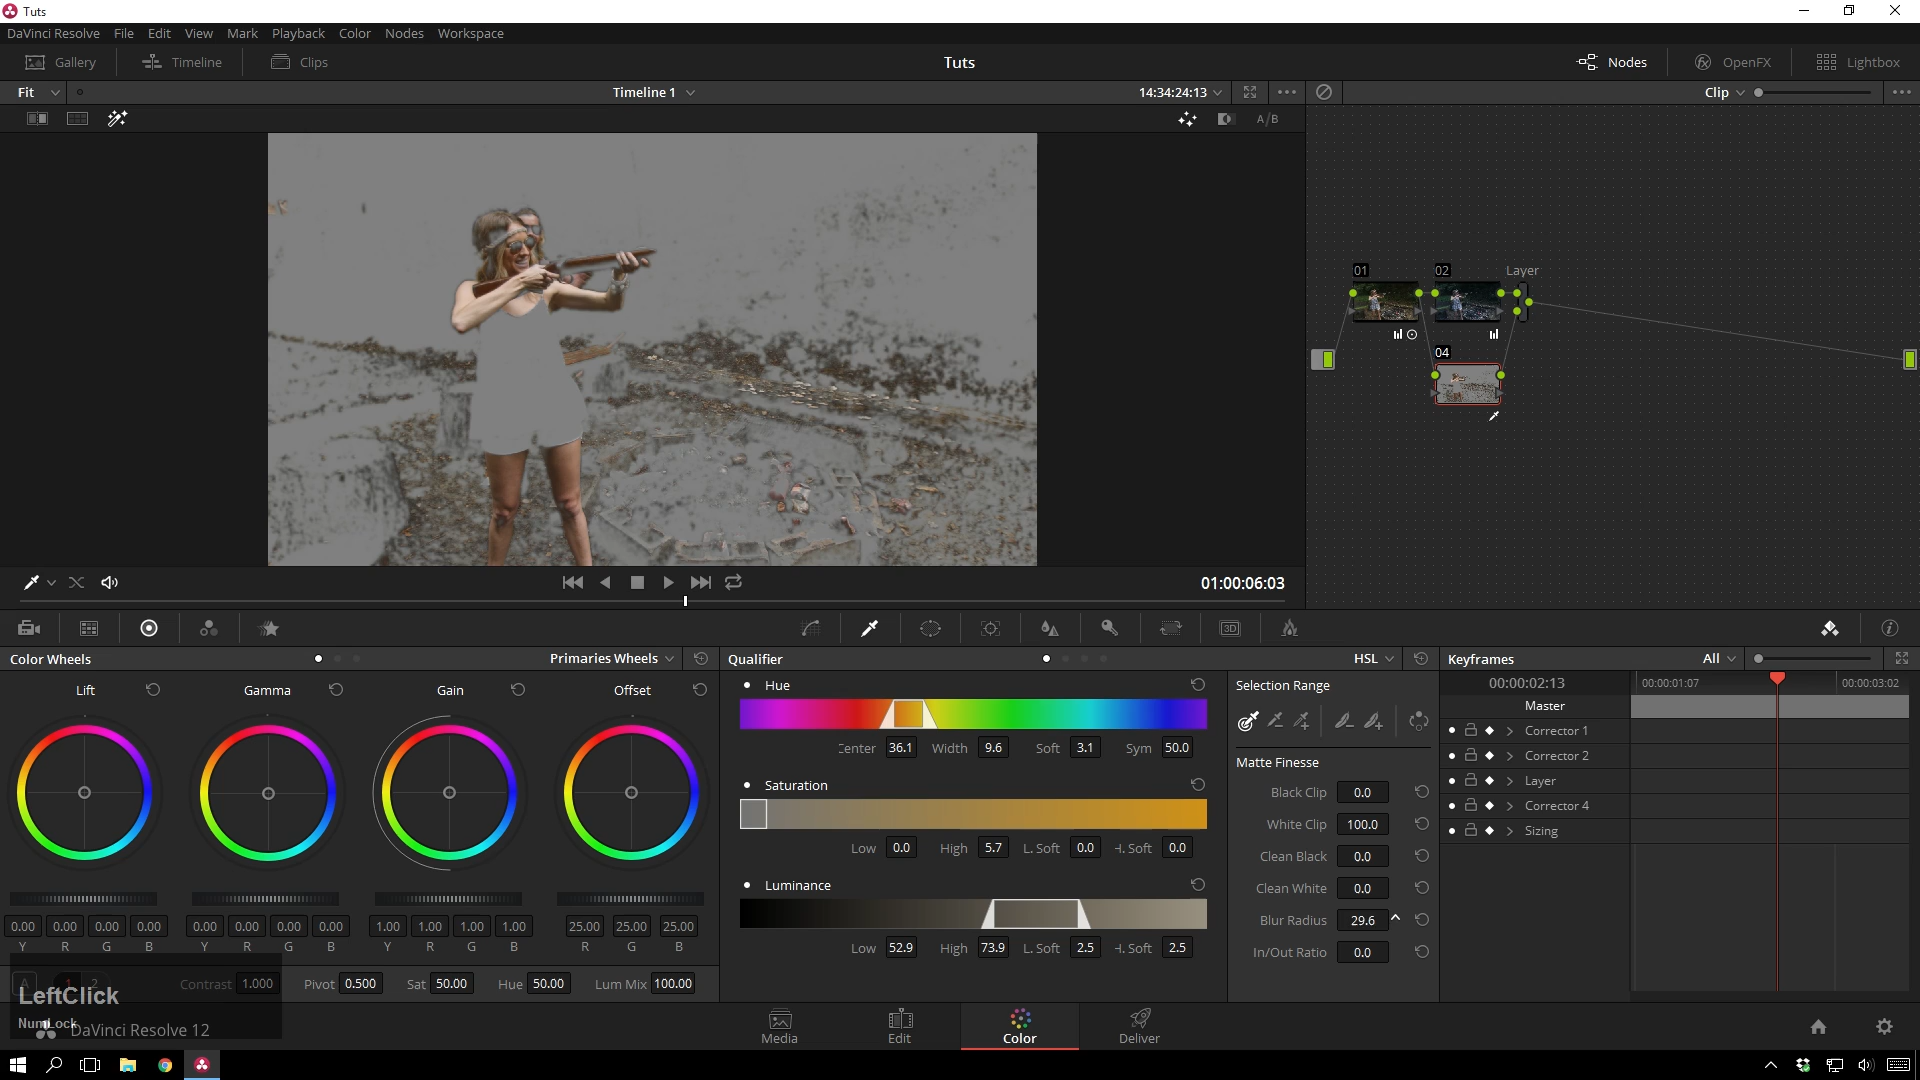 Tuts
DaVinci Resolve File Edit View Mark Playback Color Nodes Workspace
Gallery Timeline Clips Tuts Nodes OpenFX Lightbox
Fit Timeline 1 14:34:24:13 Clip
A/B
01 02 Layer
04
01:00:06:03
3D
Color Wheels Primaries Wheels Qualifier HSL Keyframes All
Lift Gamma Gain Offset Hue Selection Range 00:00:02:13 00:00:01:07 00:00:03:02
Master
Center 36.1 Width 9.6 Soft 3.1 Sym 50.0 Corrector 1
Matte Finesse Corrector 2
Saturation Black Clip 0.0 Layer
White Clip 100.0 Corrector 4
Low 0.0 High 5.7 L. Soft 0.0 H. Soft 0.0 Clean Black 0.0 Sizing
Luminance Clean White 0.0
0.00 0.00 0.00 0.00 0.00 0.00 0.00 0.00 1.00 1.00 1.00 1.00 25.00 25.00 25.00 Blur Radius 29.6
Y R G B Y R G B Y R G B R G B Low 52.9 High 73.9 L. Soft 2.5 H. Soft 2.5 In/Out Ratio 0.0
A 1 2 Contrast 1.000 Pivot 0.500 Sat 50.00 Hue 50.00 Lum Mix 100.00
LeftClick
NumLock
DaVinci Resolve 12
Media Edit Color Deliver